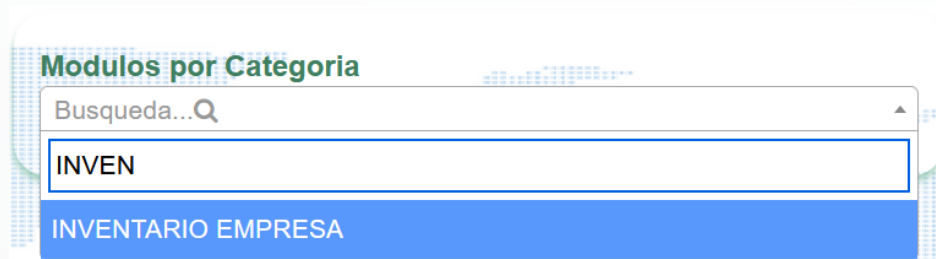 Modulos por Categoria
Busqueda...
INVEN
INVENTARIO EMPRESA